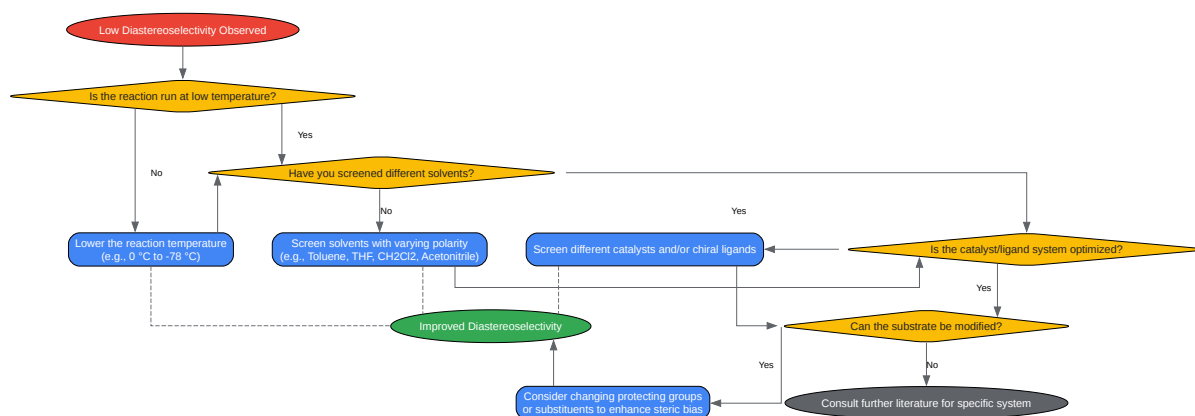 Low Diastereoselectivity Observed
Is the reaction run at low temperature?
Yes
No
Have you screened different solvents?
No
Yes
Lower the reaction temperature
(e.g., 0 °C to -78 °C)
Screen solvents with varying polarity
(e.g., Toluene, THF, CH2Cl2, Acetonitrile)
Screen different catalysts and/or chiral ligands
Is the catalyst/ligand system optimized?
Yes
Improved Diastereoselectivity
Can the substrate be modified?
Yes
No
Consider changing protecting groups
or substituents to enhance steric bias
Consult further literature for specific system